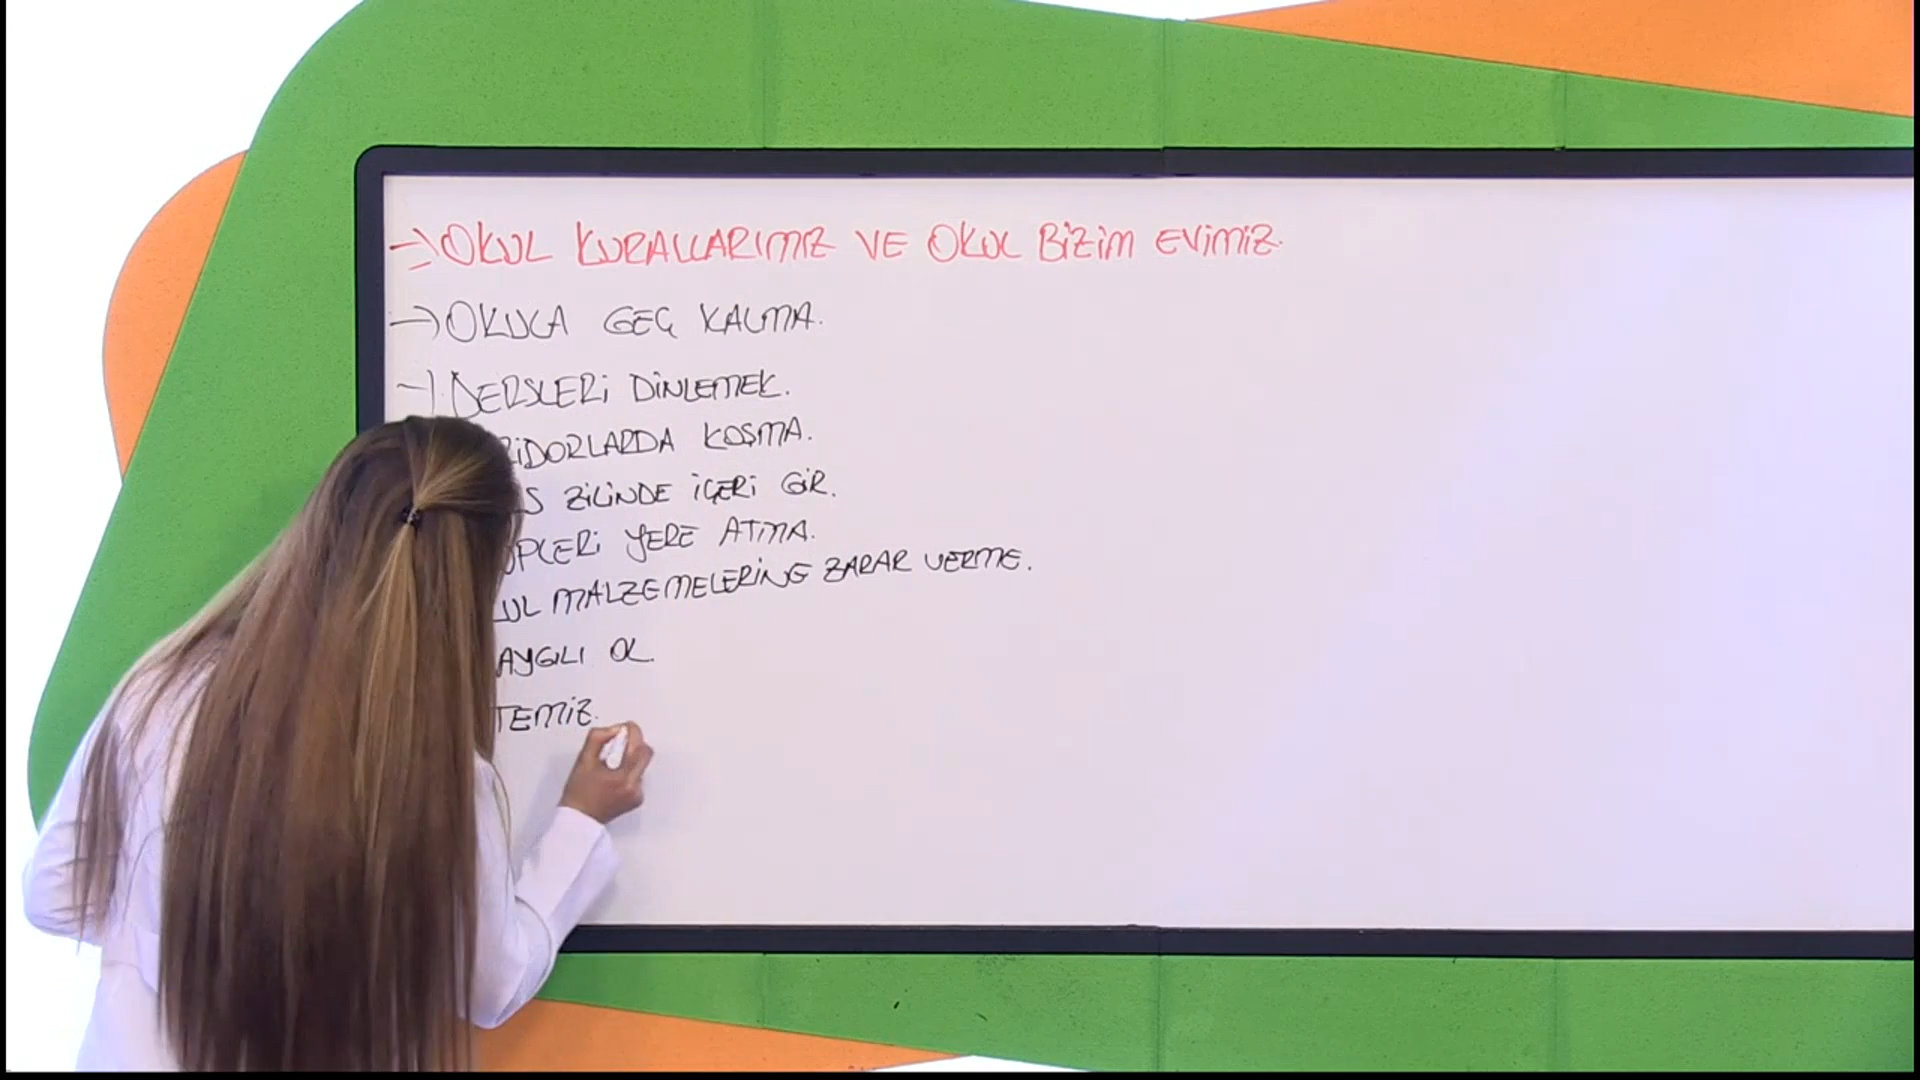 → OKUL KURALLARIMIZ VE OKUL BİZİM EVİMİZ.
→ OKULA GEÇ KALMA.
→ DERSLERİ DİNLEMEK.
RİDORLARDA KOŞMA.
S ZİLİNDE İÇERİ GİR.
ÖPLERİ YERE ATMA.
UL MALZEMELERİNE ZARAR VERME.
AYGILI OL.
TEMİZ